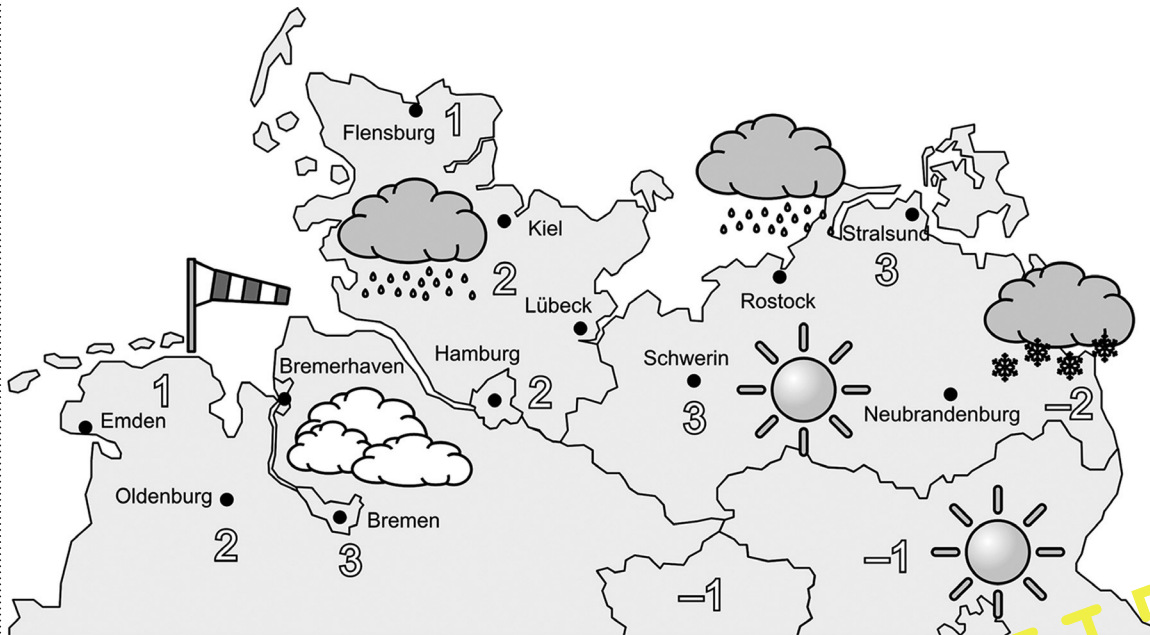 Flensburg 1
Kiel
Stralsund
3
2
Lübeck
Rostock
Bremerhaven
Hamburg
2
Schwerin
3
1
Emden
Neubrandenburg
–2
Oldenburg
2
Bremen
3
–1
–1